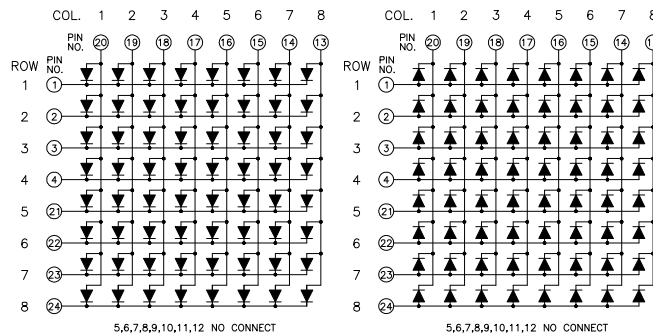 COL. 1 2 3 4 5 6 7 8
PIN NO. 20 19 18 17 16 15 14 13
ROW PIN NO.
1 1
2 2
3 3
4 4
5 21
6 22
7 23
8 24
5,6,7,8,9,10,11,12 NO CONNECT
COL. 1 2 3 4 5 6 7 8
PIN NO. 20 19 18 17 16 15 14
ROW PIN NO.
1 1
2 2
3 3
4 4
5 21
6 22
7 23
8 24
5,6,7,8,9,10,11,12 NO CONNECT